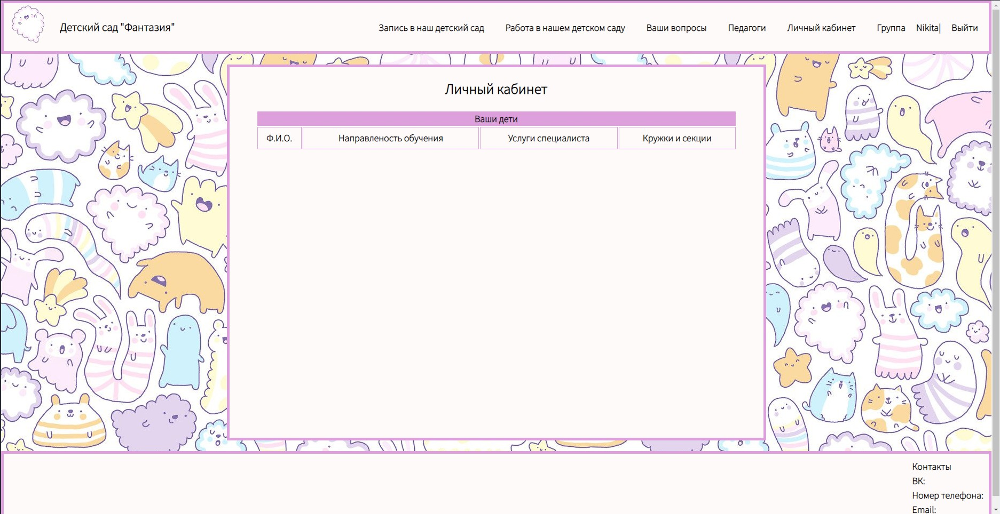 Детский сад "Фантазия"
Запись в наш детский сад Работа в нашем детском саду Ваши вопросы Педагоги Личный кабинет Группа Nikita| Выйти
Личный кабинет
Ваши дети
Ф.И.О. Направленость обучения Услуги специалиста Кружки и секции
Контакты
ВК:
Номер телефона:
Email: